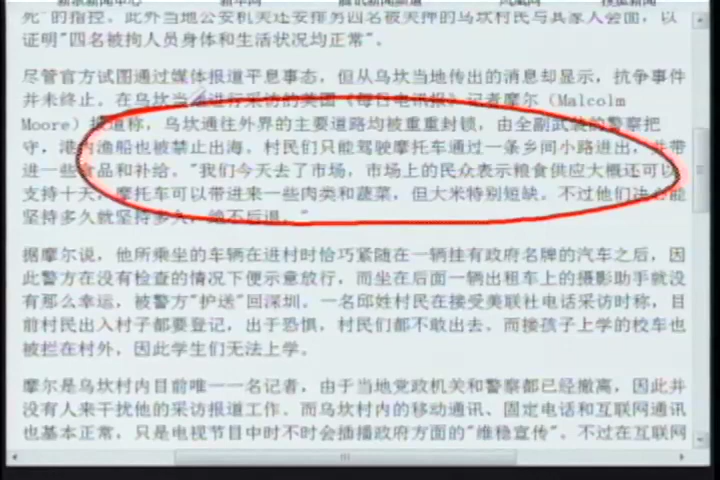 死"的指控。此外当地公安机关还安排另四名被关押的乌坎村民与其家人会面，以
证明"四名被拘人员身体和生活状况均正常"。
尽管官方试图通过媒体报道平息事态，但从乌坎当地传出的消息却显示，抗争事件
并未终止。在乌坎当地进行采访的英国《每日电讯报》记者摩尔（Malcolm
Moore）报道称，乌坎通往外界的主要道路均被重重封锁，由全副武装的警察把
守，港内渔船也被禁止出海。村民们只能驾驶摩托车通过一条乡间小路进出，并带
进一些食品和补给。"我们今天去了市场，市场上的民众表示粮食供应大概还可以
支持十天，摩托车可以带进来一些肉类和蔬菜，但大米特别短缺。不过他们决心能
坚持多久就坚持多久，绝不后退。"
据摩尔说，他所乘坐的车辆在进村时恰巧紧随在一辆挂有政府名牌的汽车之后，因
此警方在没有检查的情况下便示意放行，而坐在后面一辆出租车上的摄影助手就没
有那么幸运，被警方"护送"回深圳。一名邱姓村民在接受美联社电话采访时称，目
前村民出入村子都要登记，出于恐惧，村民们都不敢出去。而接孩子上学的校车也
被拦在村外，因此学生们无法上学。
摩尔是乌坎村内目前唯一一名记者，由于当地党政机关和警察都已经撤离，因此并
没有人来干扰他的采访报道工作。而乌坎村内的移动通讯、固定电话和互联网通讯
也基本正常，只是电视节目中时不时会插播政府方面的"维稳宣传"。不过在互联网